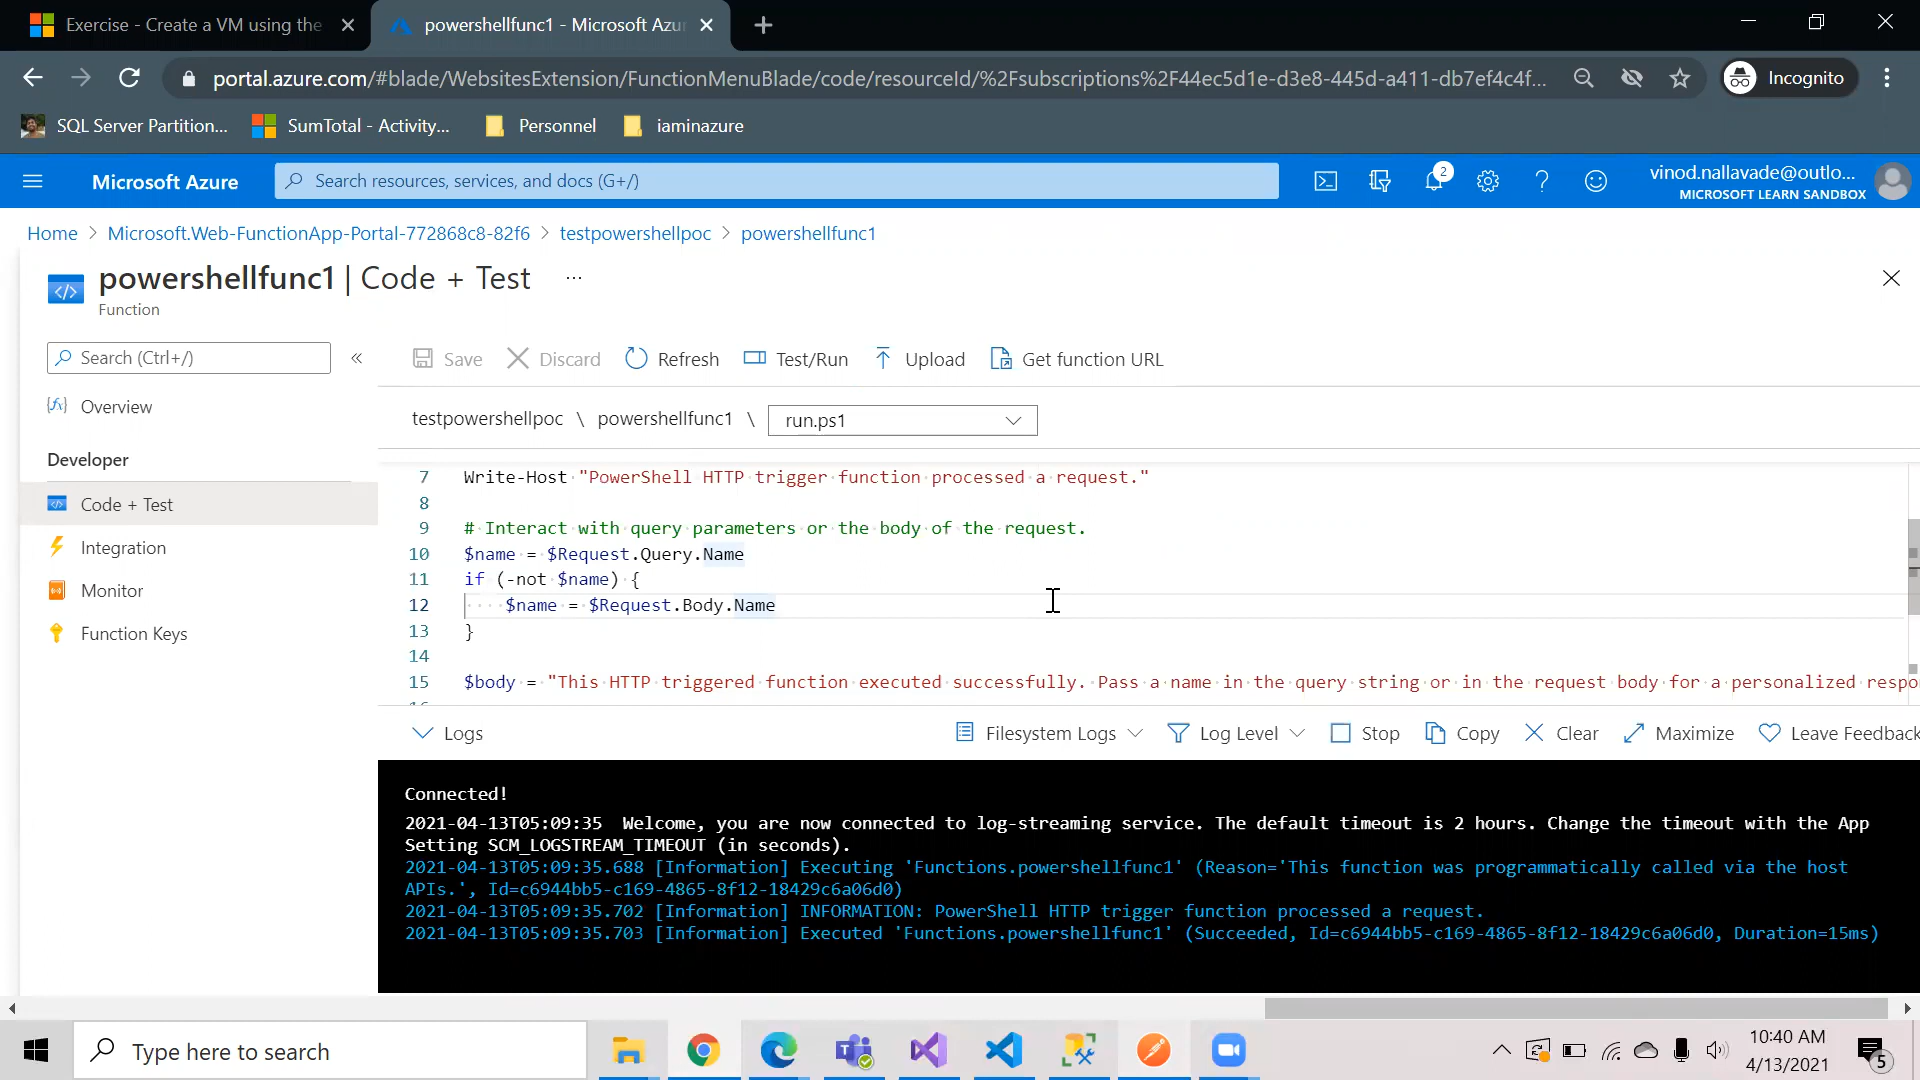 Exercise - Create a VM using the
powershellfunc1 - Microsoft Azu
portal.azure.com/#blade/WebsitesExtension/FunctionMenuBlade/code/resourceId/%2Fsubscriptions%2F44ec5d1e-d3e8-445d-a411-db7ef4c4f...
Incognito
SQL Server Partition...
SumTotal - Activity...
Personnel
iaminazure
Microsoft Azure
Search resources, services, and docs (G+/)
2
vinod.nallavade@outlo...
MICROSOFT LEARN SANDBOX
Home > Microsoft.Web-FunctionApp-Portal-772868c8-82f6 > testpowershellpoc > powershellfunc1
powershellfunc1 | Code + Test ...
Function
Search (Ctrl+/)
«
Save
Discard
Refresh
Test/Run
Upload
Get function URL
Overview
Developer
Code + Test
Integration
Monitor
Function Keys
testpowershellpoc \ powershellfunc1 \ run.ps1
7 Write-Host "PowerShell HTTP trigger function processed a request."
8
9 # Interact with query parameters or the body of the request.
10 $name = $Request.Query.Name
11 if (-not $name) {
12 $name = $Request.Body.Name
13 }
14
15 $body = "This HTTP triggered function executed successfully. Pass a name in the query string or in the request body for a personalized respo
Logs
Filesystem Logs
Log Level
Stop
Copy
Clear
Maximize
Leave Feedback
Connected!
2021-04-13T05:09:35 Welcome, you are now connected to log-streaming service. The default timeout is 2 hours. Change the timeout with the App
Setting SCM_LOGSTREAM_TIMEOUT (in seconds).
2021-04-13T05:09:35.688 [Information] Executing 'Functions.powershellfunc1' (Reason='This function was programmatically called via the host
APIs.', Id=c6944bb5-c169-4865-8f12-18429c6a06d0)
2021-04-13T05:09:35.702 [Information] INFORMATION: PowerShell HTTP trigger function processed a request.
2021-04-13T05:09:35.703 [Information] Executed 'Functions.powershellfunc1' (Succeeded, Id=c6944bb5-c169-4865-8f12-18429c6a06d0, Duration=15ms)
Type here to search
10:40 AM
4/13/2021
5